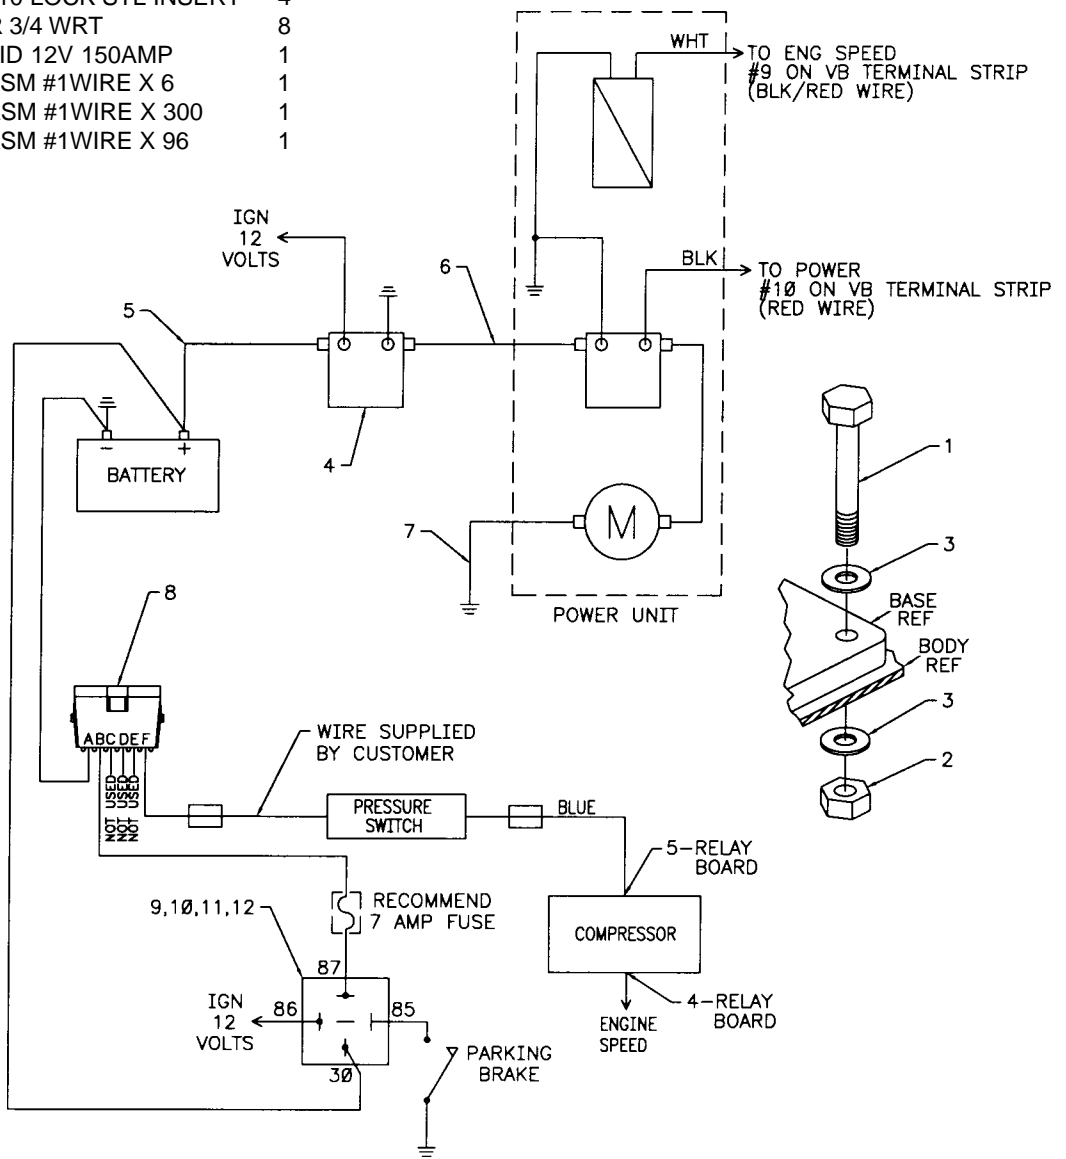 4
R 3/4 WRT 8
ID 12V 150AMP 1
SM #1WIRE X 6 1
SM #1WIRE X 300 1
SM #1WIRE X 96 1
WHT
TO ENG SPEED
#9 ON VB TERMINAL STRIP
(BLK/RED WIRE)
IGN
12
VOLTS
BLK
TO POWER
#10 ON VB TERMINAL STRIP
(RED WIRE)
6
5
4
BATTERY
- +
M
7
POWER UNIT
1
3
BASE
REF
BODY
REF
3
2
8
A B C D E F
NOT USED
NOT USED
NOT USED
WIRE SUPPLIED
BY CUSTOMER
PRESSURE
SWITCH
BLUE
5-RELAY
BOARD
COMPRESSOR
4-RELAY
BOARD
ENGINE
SPEED
9,10,11,12
RECOMMEND
7 AMP FUSE
87
86
85
30
IGN
12
VOLTS
PARKING
BRAKE